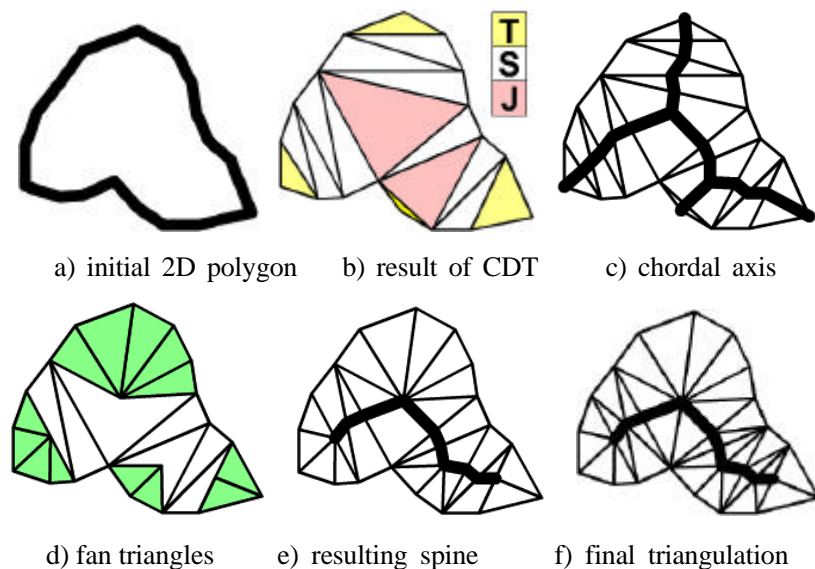 T
S
J
a) initial 2D polygon b) result of CDT c) chordal axis
d) fan triangles e) resulting spine f) final triangulation